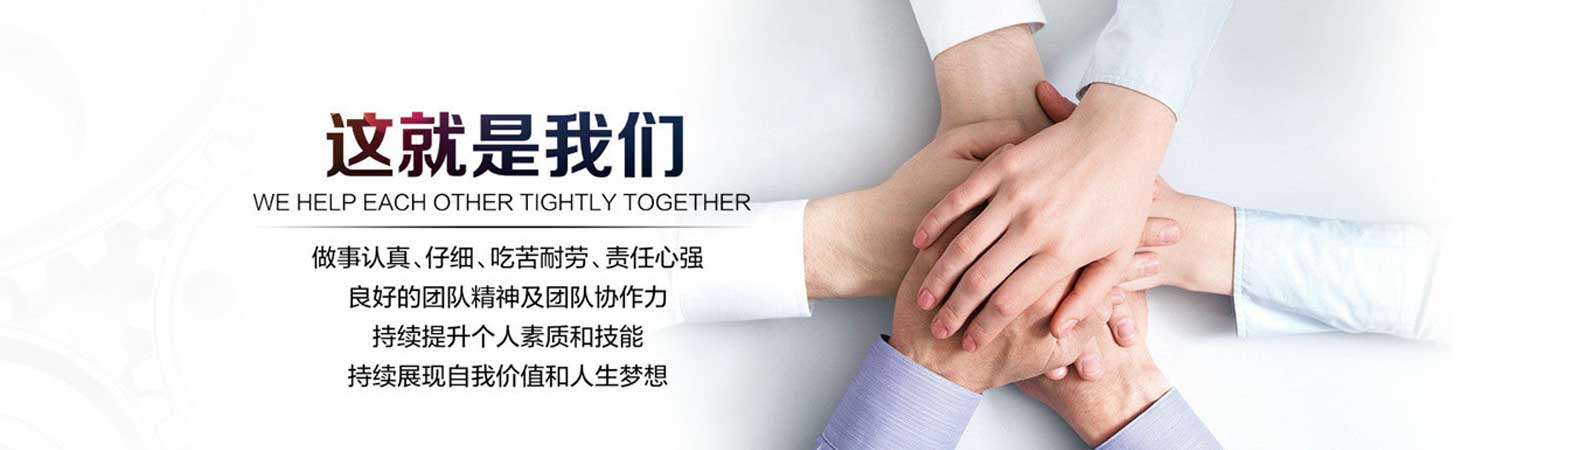 这就是我们
WE HELP EACH OTHER TIGHTLY TOGETHER
做事认真、仔细、吃苦耐劳、责任心强
良好的团队精神及团队协作力
持续提升个人素质和技能
持续展现自我价值和人生梦想